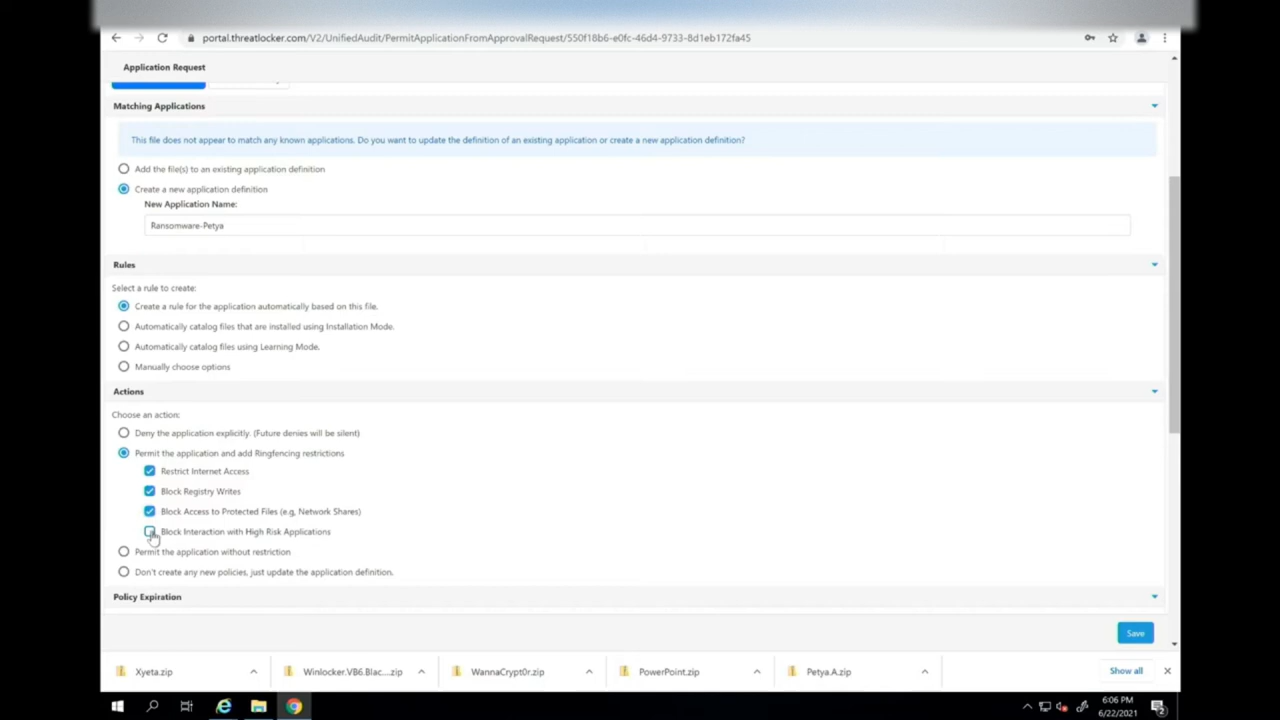 portal.threatlocker.com/V2/UnifiedAudit/PermitApplicationFromApprovalRequest/550f18b6-e0fc-46d4-9733-8d1eb172fa45
Application Request
Matching Applications
This file does not appear to match any known applications. Do you want to update the definition of an existing application or create a new application definition?
Add the file(s) to an existing application definition
Create a new application definition
New Application Name:
Ransomware-Petya
Rules
Select a rule to create:
Create a rule for the application automatically based on this file.
Automatically catalog files that are installed using Installation Mode.
Automatically catalog files using Learning Mode.
Manually choose options
Actions
Choose an action:
Deny the application explicitly. (Future denies will be silent)
Permit the application and add Ringfencing restrictions
Restrict Internet Access
Block Registry Writes
Block Access to Protected Files (e.g, Network Shares)
Block Interaction with High Risk Applications
Permit the application without restriction
Don't create any new policies, just update the application definition.
Policy Expiration
Save
Xyeta.zip
Winlocker.VB6.Blac....zip
WannaCrypt0r.zip
PowerPoint.zip
Petya.A.zip
Show all
6:06 PM
6/22/2021
2